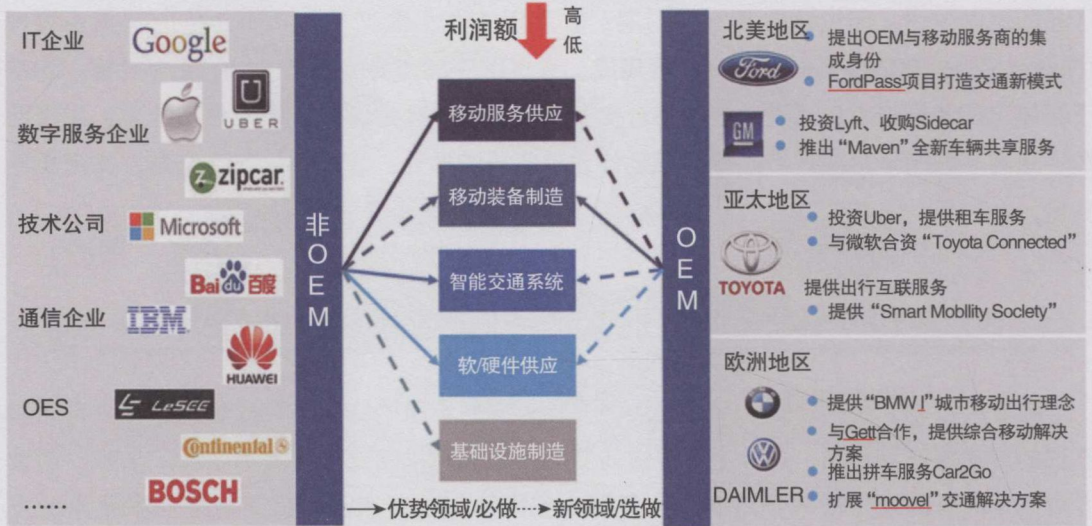 IT企业
Google
UBER
数字服务企业
zipcar
技术公司
Microsoft
Bai du 百度
通信企业
IBM
HUAWEI
OES
LeSEE
Continental
BOSCH
……
非OEM
利润额
高
低
移动服务供应
移动装备制造
智能交通系统
软/硬件供应
基础设施制造
优势领域/必做
新领域/选做
OEM
北美地区
Ford
提出OEM与移动服务商的集
成身份
FordPass项目打造交通新模式
GM
投资Lyft、收购Sidecar
推出“Maven”全新车辆共享服务
亚太地区
TOYOTA
投资Uber，提供租车服务
与微软合资“Toyota Connected”
提供出行互联服务
提供“Smart Mobllity Soclety”
欧洲地区
提供“BMW I”城市移动出行理念
与Gett合作，提供综合移动解决
方案
推出拼车服务Car2Go
DAIMLER
扩展“moovel”交通解决方案